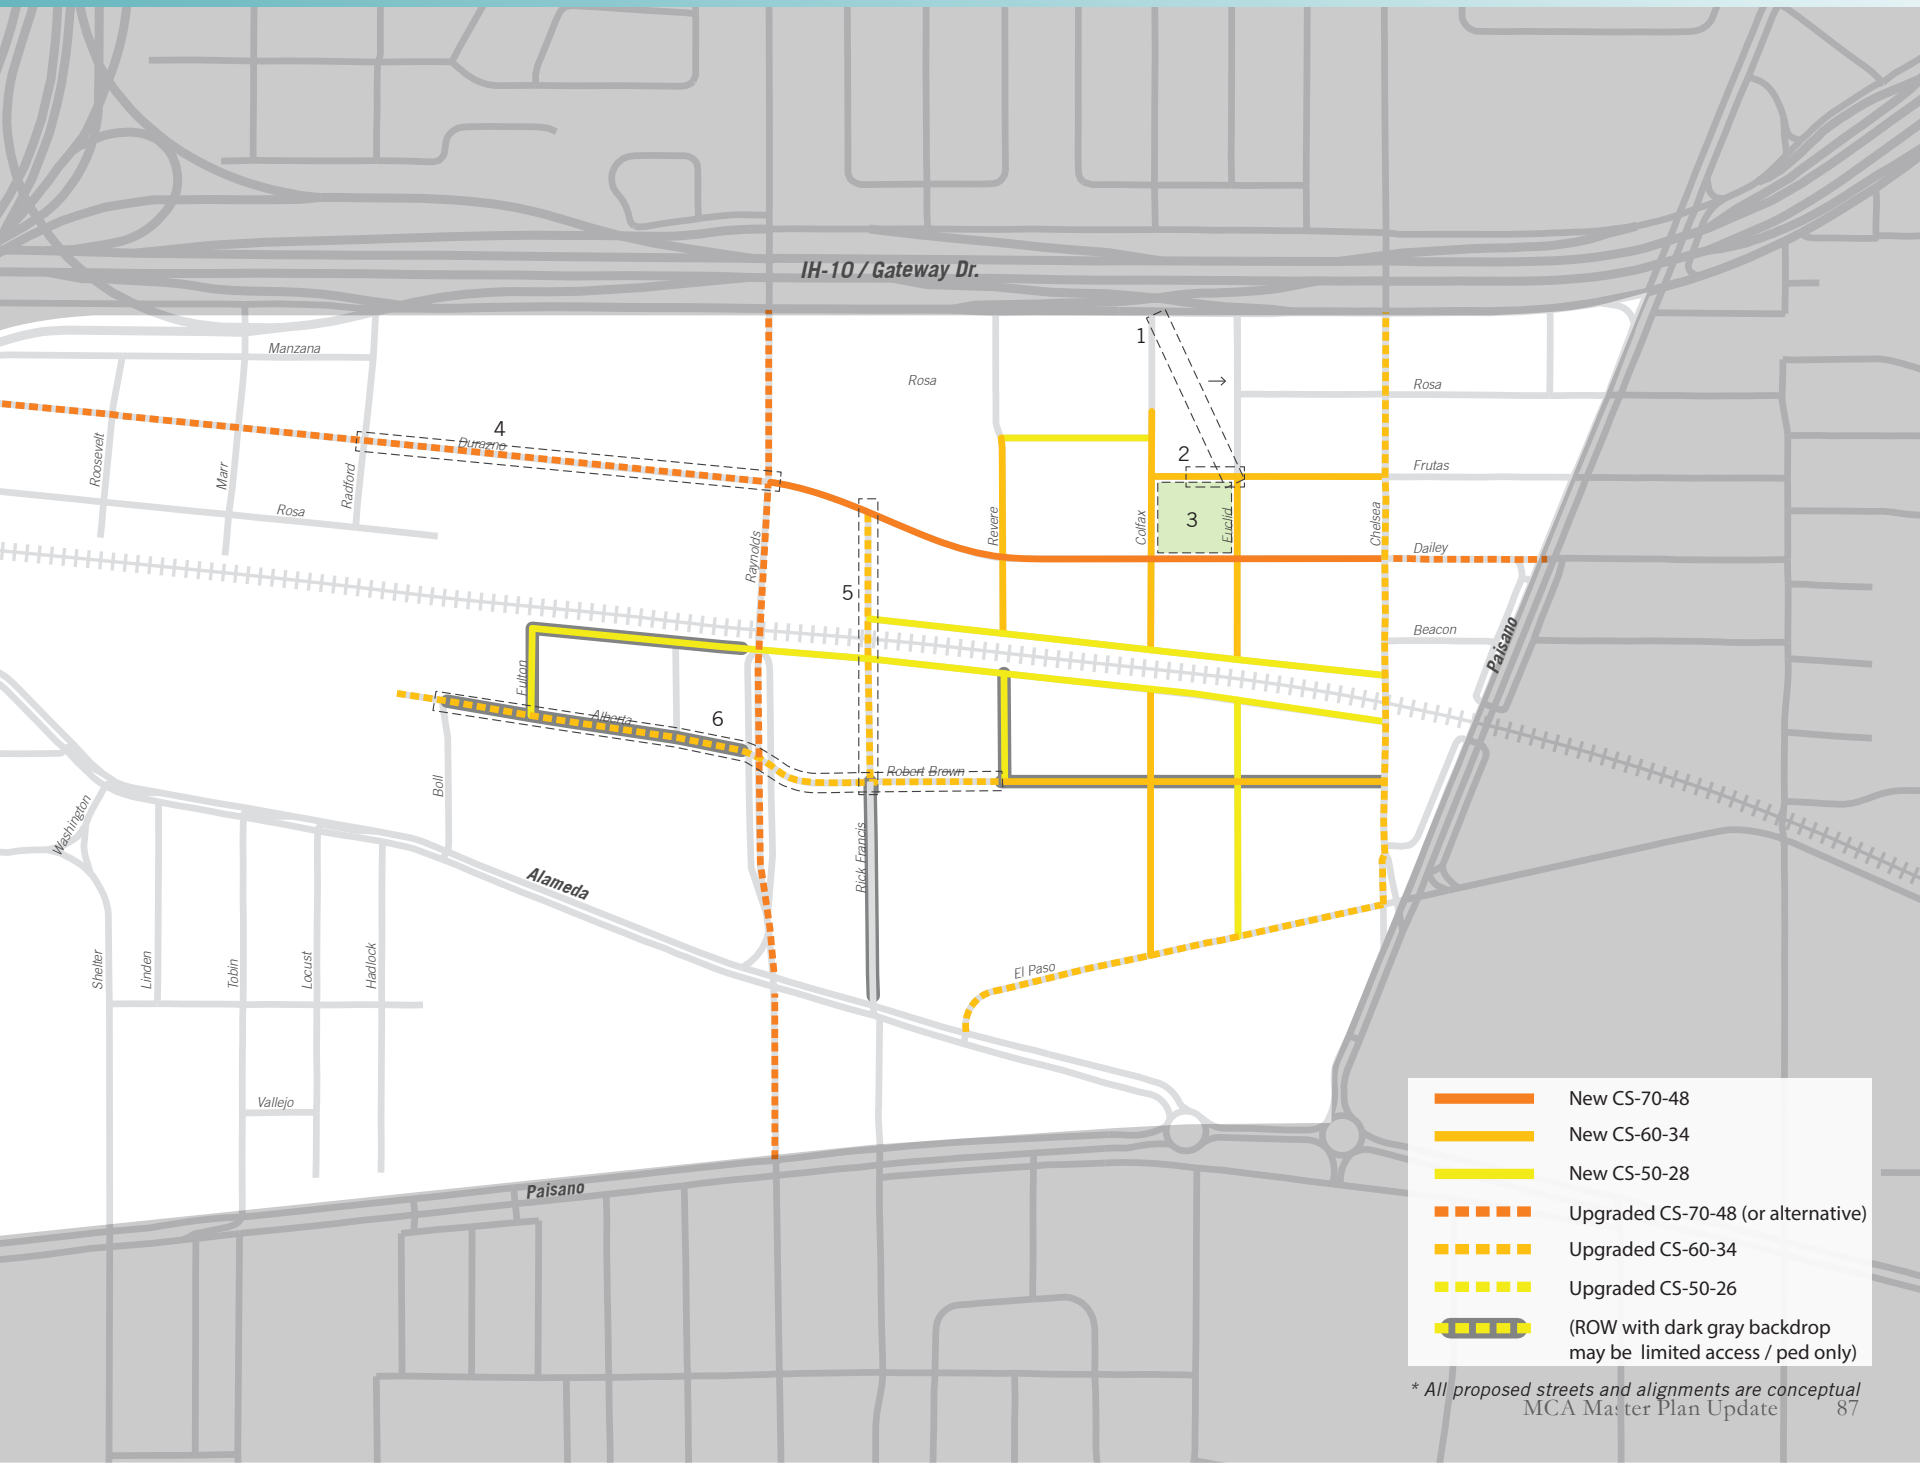 IH-10 / Gateway Dr.
1
Manzana
Rosa
Rosa
4
Durazno
2
Frutas
Roosevelt
Marr
Radford
Rosa
3
Revere
Colfax
Euclid
Chelsea
Dailey
Raynolds
5
Beacon
Paisano
Fulton
Alberta
6
Robert Brown
Boll
Washington
Rick Francis
Alameda
Shelter
Linden
Tobin
Locust
Hadlock
El Paso
Vallejo
Paisano
New CS-70-48
New CS-60-34
New CS-50-28
Upgraded CS-70-48 (or alternative)
Upgraded CS-60-34
Upgraded CS-50-26
(ROW with dark gray backdrop
may be limited access / ped only)
* All proposed streets and alignments are conceptual
MCA Master Plan Update 87